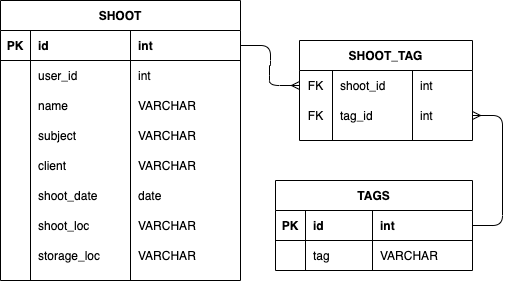 SHOOT
PK id int
user_id int
name VARCHAR
subject VARCHAR
client VARCHAR
shoot_date date
shoot_loc VARCHAR
storage_loc VARCHAR
SHOOT_TAG
FK shoot_id int
FK tag_id int
TAGS
PK id int
tag VARCHAR